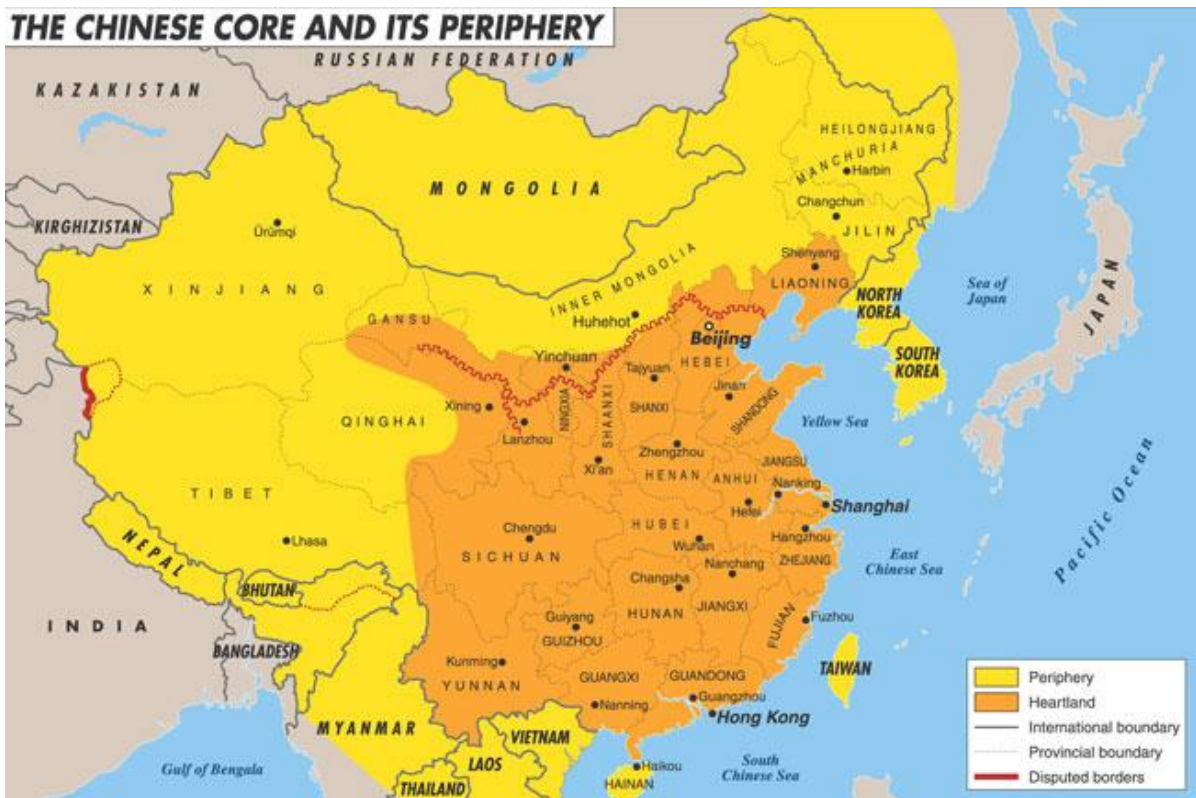 THE CHINESE CORE AND ITS PERIPHERY
RUSSIAN FEDERATION
KAZAKISTAN
HEILONGJIANG
MANCHURIA
Harbin
MONGOLIA
Changchun
KIRGHIZISTAN
Ürümqi
JILIN
INNER MONGOLIA
Shenyang
LIAONING
XINJIANG
Sea of
Japan
JAPAN
NORTH
KOREA
GANSU
Huhehot
Beijing
SOUTH
KOREA
Yinchuan
HEBEI
Tajyuan
Jinan
Xining
NINGXIA
SHAANXI
SHANXI
SHANDONG
QINGHAI
Lanzhou
Yellow Sea
Zhengzhou
Xi'an
HENAN
ANHUI
JIANGSU
Nanking
TIBET
Hefei
Shanghai
Pacific Ocean
Chengdu
HUBEI
Hangzhou
Lhasa
SICHUAN
Wuhan
East
Chinese Sea
NEPAL
Nanchang
ZHEJIANG
BHUTAN
Changsha
HUNAN
JIANGXI
Guiyang
GUIZHOU
FUJIAN
Fuzhou
INDIA
BANGLADESH
Kunming
YUNNAN
GUANGXI
GUANDONG
TAIWAN
Guangzhou
Nanning
Hong Kong
MYANMAR
VIETNAM
LAOS
Gulf of Bengala
THAILAND
Haikou
HAINAN
South
Chinese Sea
Periphery
Heartland
International boundary
Provincial boundary
Disputed borders